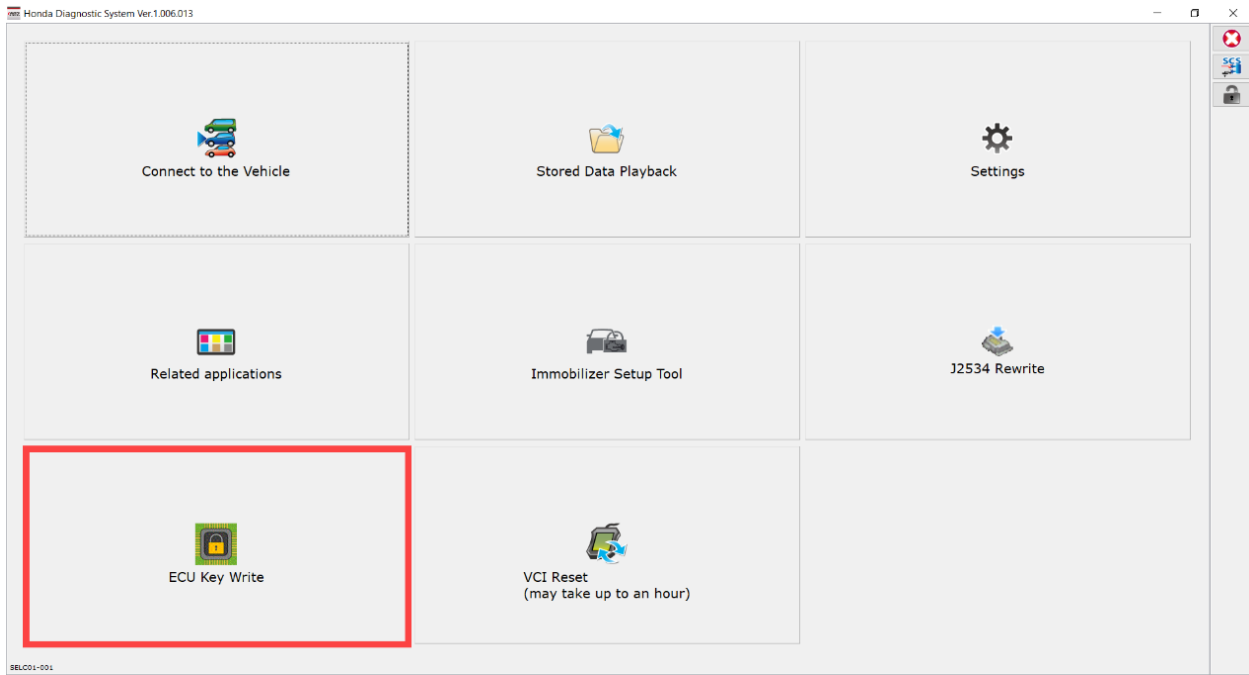 Honda Diagnostic System Ver.1.006.013
SCS
Connect to the Vehicle
Stored Data Playback
Settings
Related applications
Immobilizer Setup Tool
J2534 Rewrite
ECU Key Write
VCI Reset
(may take up to an hour)
SELC01-001